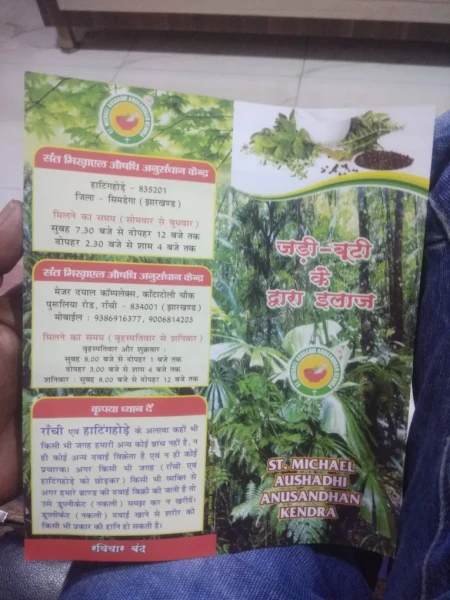 संत मिखाएल औषधि अनुसंधान केन्द्र
हाटिंगहोड़े - 835201
जिला - सिमडेगा (झारखण्ड)
मिलने का समय (सोमवार से बुधवार)
सुबह 7.30 बजे से दोपहर 12 बजे तक
दोपहर 2.30 बजे से शाम 4 बजे तक
संत मिखाएल औषधि अनुसंधान केन्द्र
मेजर दयाल कॉम्पलेक्स, काँटाटोली चौक
पुरूलिया रोड, राँची - 834001 (झारखण्ड)
मोबाईल : 9386916377, 9006814203
मिलने का समय (वृहस्पतिवार से शनिवार)
वृहस्पतिवार और शुक्रवार :
सुबह 8.00 बजे से दोपहर 1 बजे तक
दोपहर 3.00 बजे से शाम 4 बजे तक
शनिवार : सुबह 8.00 बजे से दोपहर 12 बजे तक
कृपया ध्यान दें
राँची एवं हाटिंगहोड़े के अलावा कहीं भी
किसी भी जगह हमारी अन्य कोई ब्रांच नहीं है, न
ही कोई अन्य दवाई विक्रेता है एवं न ही कोई
प्रचारक। अगर किसी भी जगह (राँची एवं
हाटिंगहोड़े को छोड़कर) किसी भी व्यक्ति से
अगर हमारे ब्राण्ड की दवाई बिक्री की जाती है तो
उसे डुप्लीकेट (नकली) समझ कर न खरीदें।
डुप्लीकेट (नकली) दवाई खाने से शरीर को
किसी भी प्रकार की हानि हो सकती है।
रविवार बंद
जड़ी-बूटी
के
द्वारा इलाज
ST. MICHAEL
AUSHADHI
ANUSANDHAN
KENDRA